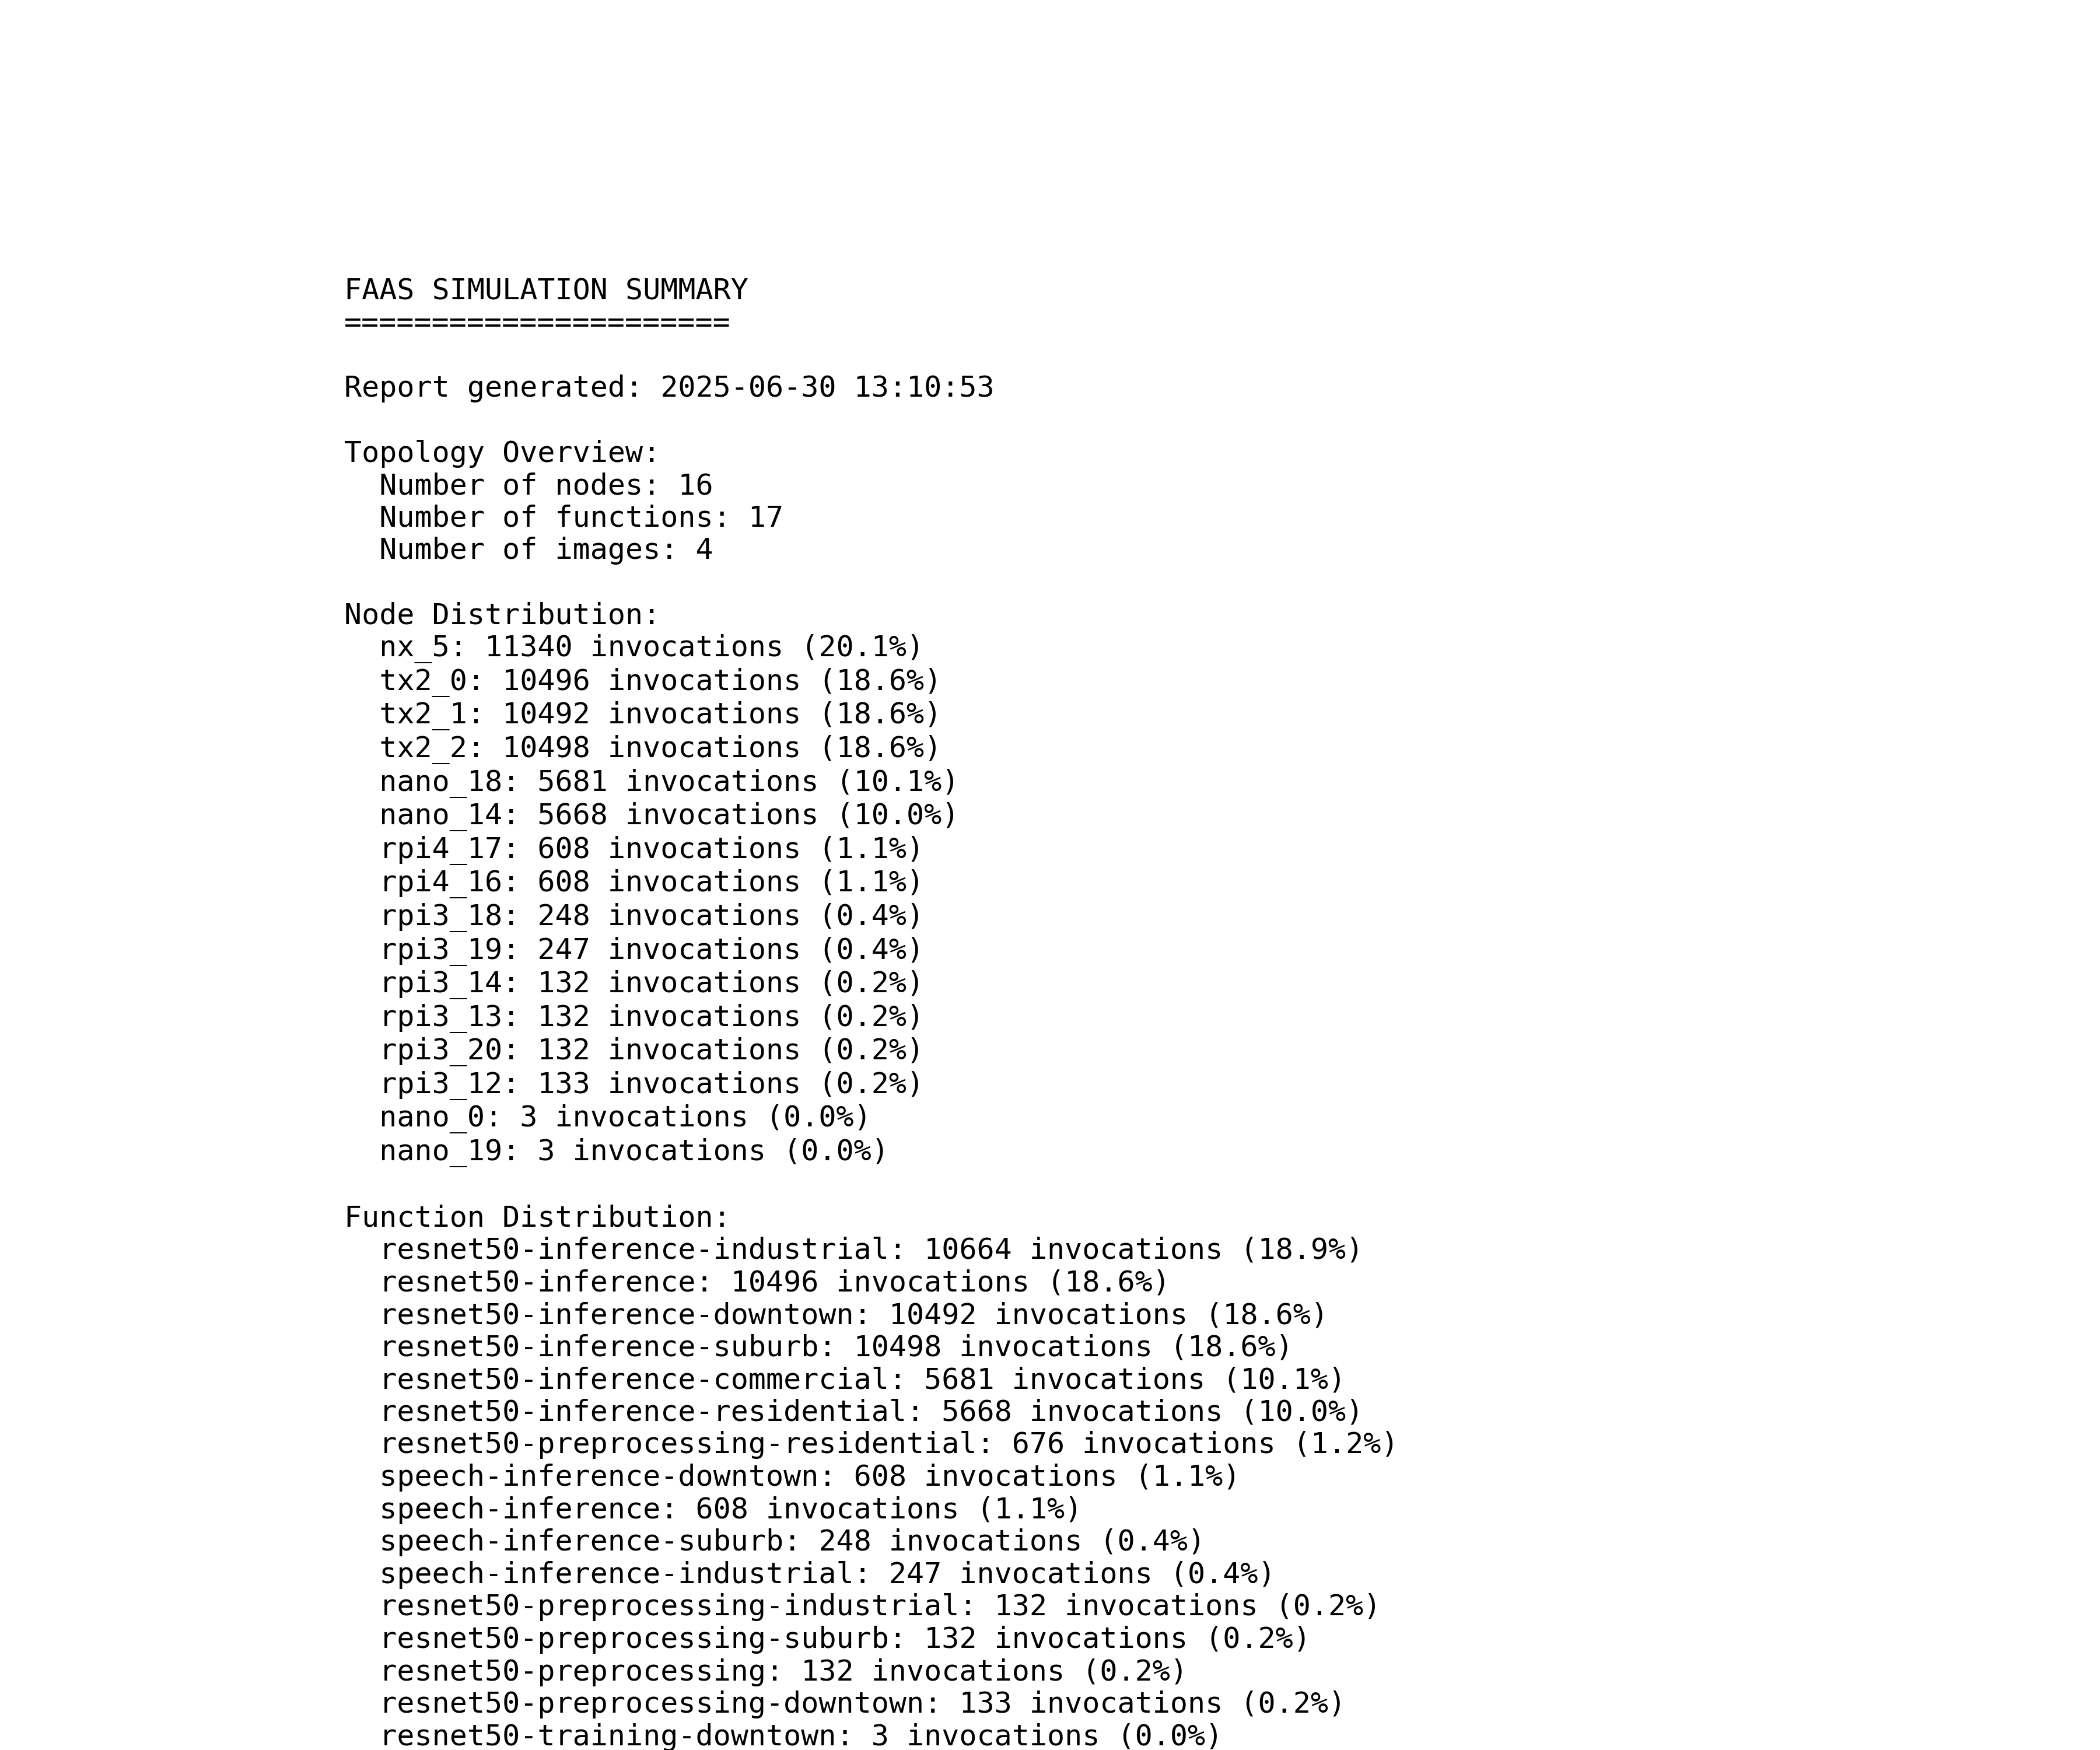 FAAS SIMULATION SUMMARY
======================
Report generated: 2025-06-30 13:10:53
Topology Overview:
Number of nodes: 16
Number of functions: 17
Number of images: 4
Node Distribution:
nx_5: 11340 invocations (20.1%)
tx2_0: 10496 invocations (18.6%)
tx2_1: 10492 invocations (18.6%)
tx2_2: 10498 invocations (18.6%)
nano_18: 5681 invocations (10.1%)
nano_14: 5668 invocations (10.0%)
rpi4_17: 608 invocations (1.1%)
rpi4_16: 608 invocations (1.1%)
rpi3_18: 248 invocations (0.4%)
rpi3_19: 247 invocations (0.4%)
rpi3_14: 132 invocations (0.2%)
rpi3_13: 132 invocations (0.2%)
rpi3_20: 132 invocations (0.2%)
rpi3_12: 133 invocations (0.2%)
nano_0: 3 invocations (0.0%)
nano_19: 3 invocations (0.0%)
Function Distribution:
resnet50-inference-industrial: 10664 invocations (18.9%)
resnet50-inference: 10496 invocations (18.6%)
resnet50-inference-downtown: 10492 invocations (18.6%)
resnet50-inference-suburb: 10498 invocations (18.6%)
resnet50-inference-commercial: 5681 invocations (10.1%)
resnet50-inference-residential: 5668 invocations (10.0%)
resnet50-preprocessing-residential: 676 invocations (1.2%)
speech-inference-downtown: 608 invocations (1.1%)
speech-inference: 608 invocations (1.1%)
speech-inference-suburb: 248 invocations (0.4%)
speech-inference-industrial: 247 invocations (0.4%)
resnet50-preprocessing-industrial: 132 invocations (0.2%)
resnet50-preprocessing-suburb: 132 invocations (0.2%)
resnet50-preprocessing: 132 invocations (0.2%)
resnet50-preprocessing-downtown: 133 invocations (0.2%)
resnet50-training-downtown: 3 invocations (0.0%)